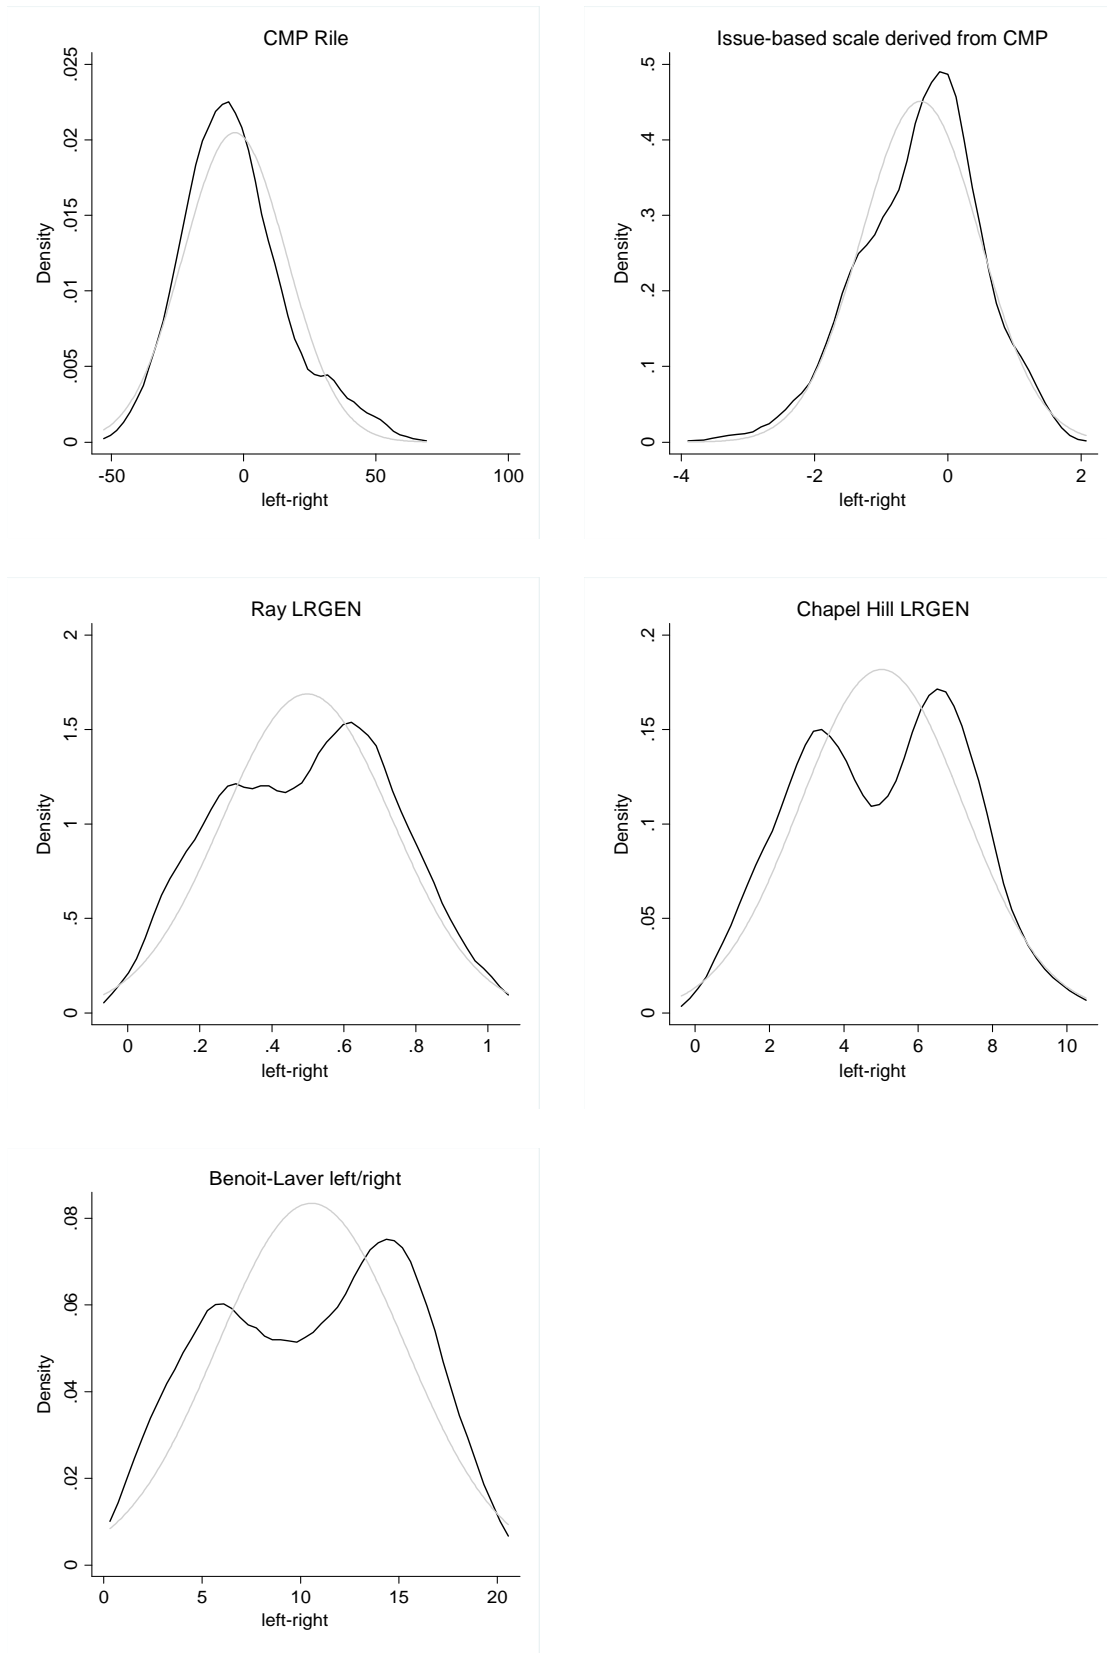 CMP Rile
Density
0 .005 .01 .015 .02 .025
-50 0 50 100
left-right
Issue-based scale derived from CMP
Density
0 .1 .2 .3 .4 .5
-4 -2 0 2
left-right
Ray LRGEN
Density
0 .5 1 1.5 2
0 .2 .4 .6 .8 1
left-right
Chapel Hill LRGEN
Density
0 .05 .1 .15 .2
0 2 4 6 8 10
left-right
Benoit-Laver left/right
Density
0 .02 .04 .06 .08
0 5 10 15 20
left-right